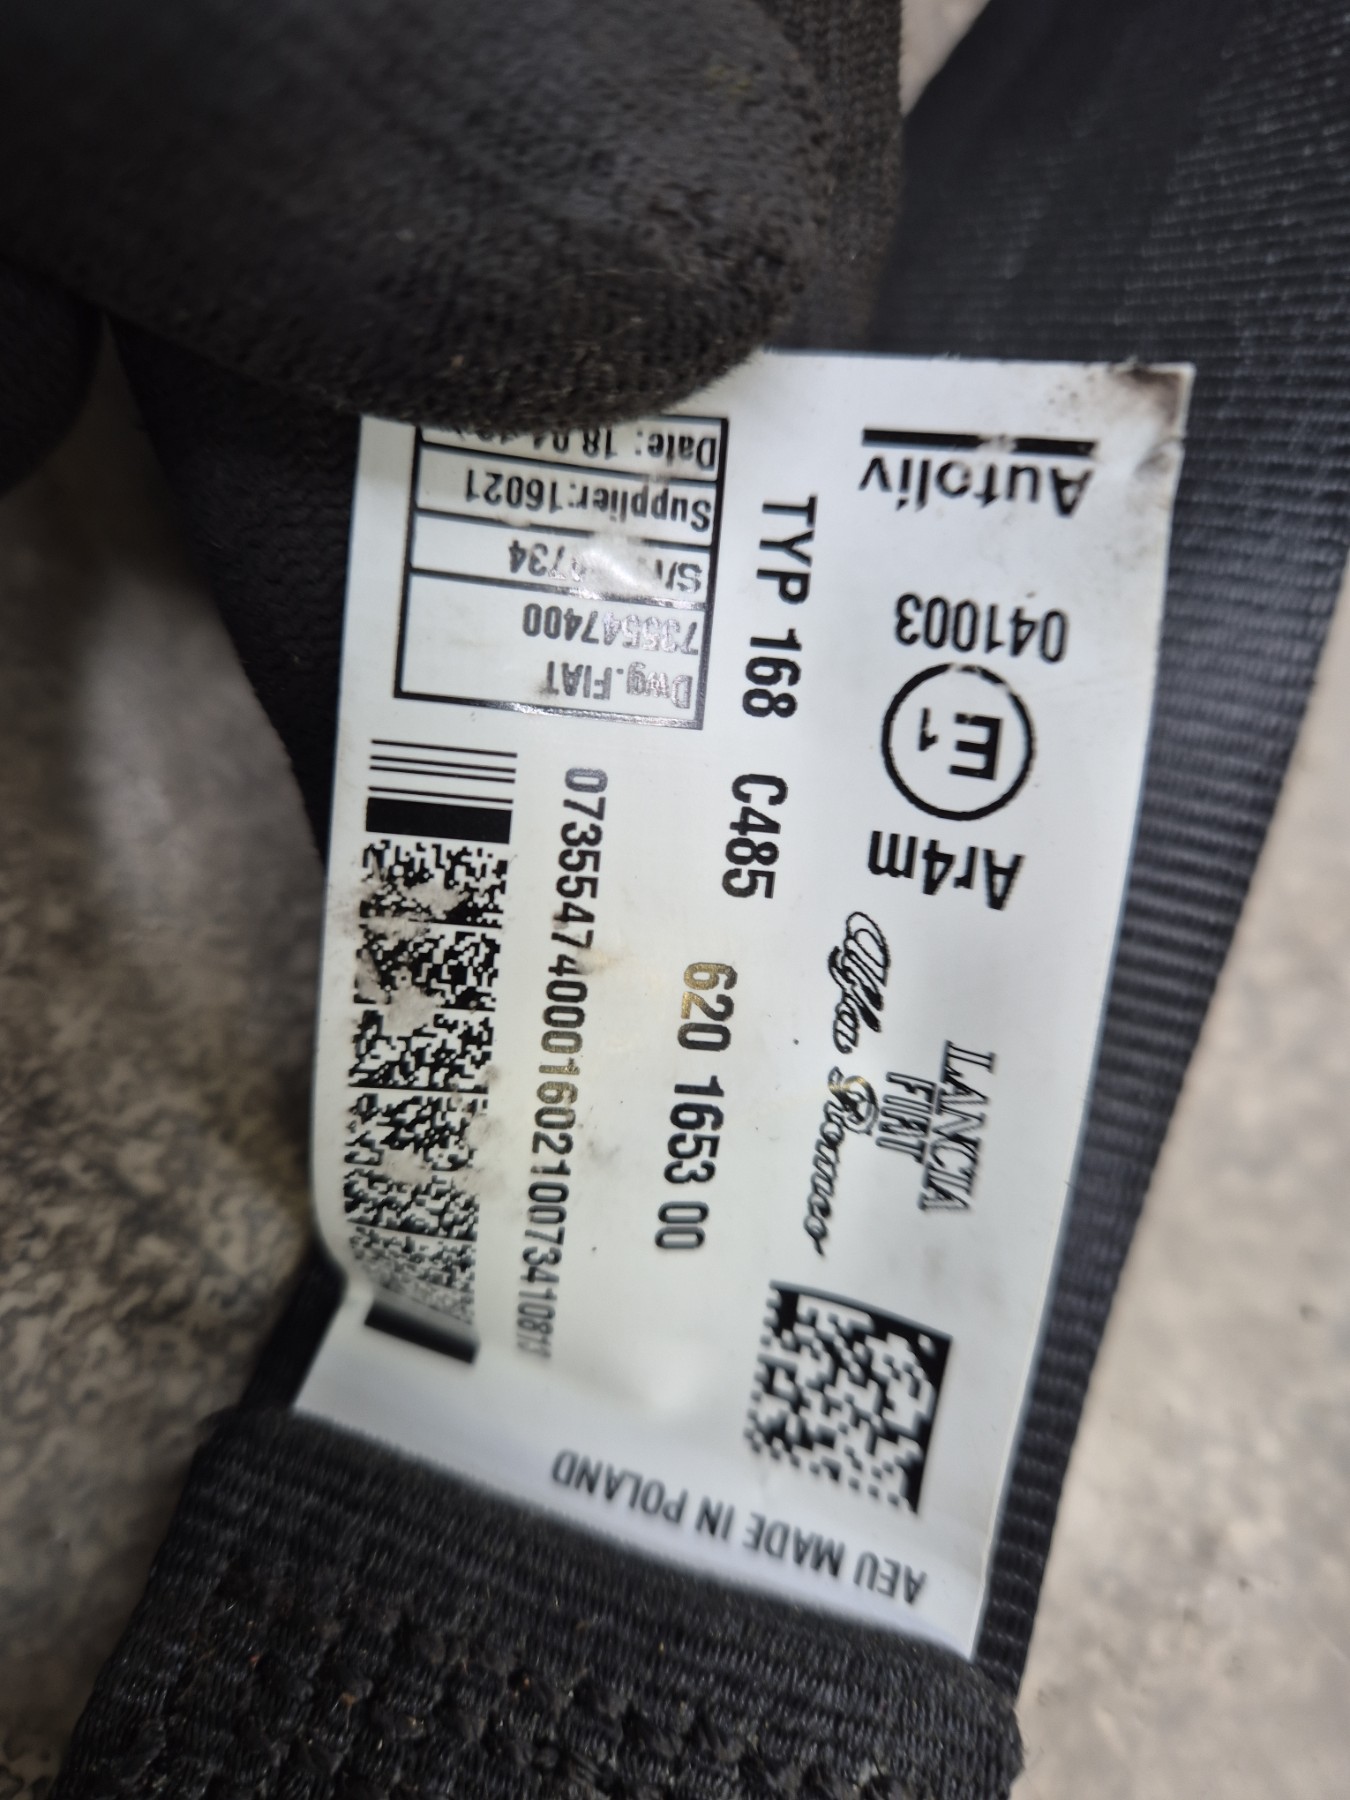 Autoliv
041003
E1
Ar4m
LANCIA
FIAT
Alfa Romeo
TYP 168 C485
620 1653 00
AEU MADE IN POLAND
Dwg.FIAT
735547400
734
Supplier:16021
Date: 18.04